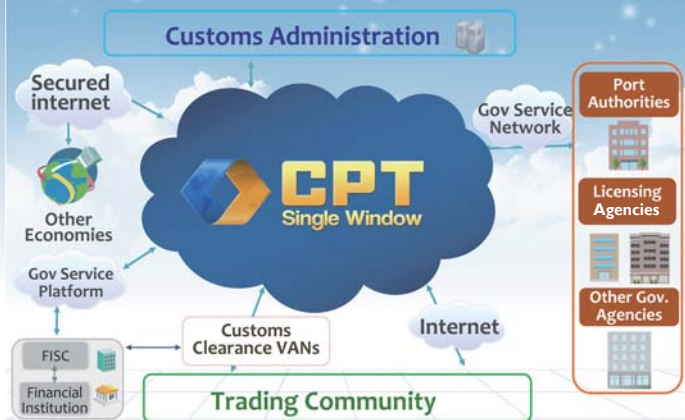 Customs Administration
Secured
internet
Other
Economies
Gov Service
Platform
FISC
Financial
Institution
CPT
Single Window
Customs
Clearance VANs
Internet
Trading Community
Gov Service
Network
Port
Authorities
Licensing
Agencies
Other Gov.
Agencies